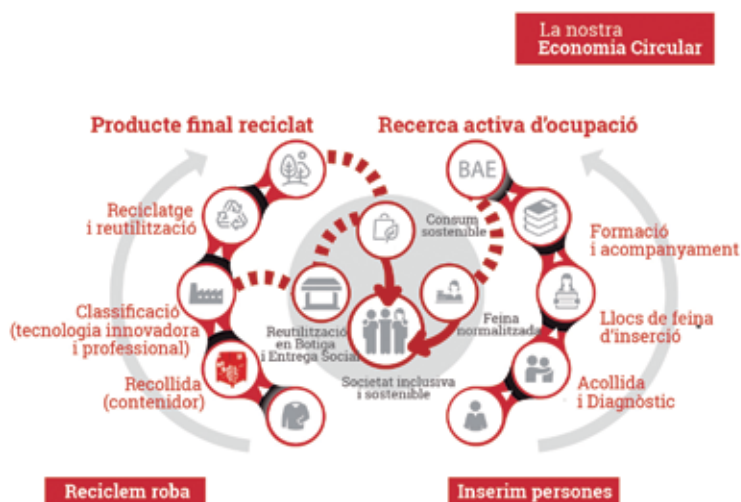 La nostra
Economia Circular
Producte final reciclat
Recerca activa d'ocupació
BAE
Reciclatge
i reutilització
Consum
sostenible
Formació
i acompanyament
Classificació
(tecnologia innovadora
i professional)
Reutilització
en Botiga
i Entrega Social
Feina
normalitzada
Llocs de feina
d'inserció
Recollida
(contenidor)
Societat inclusiva
i sostenible
Acollida
i Diagnòstic
Reciclem roba
Inserim persones